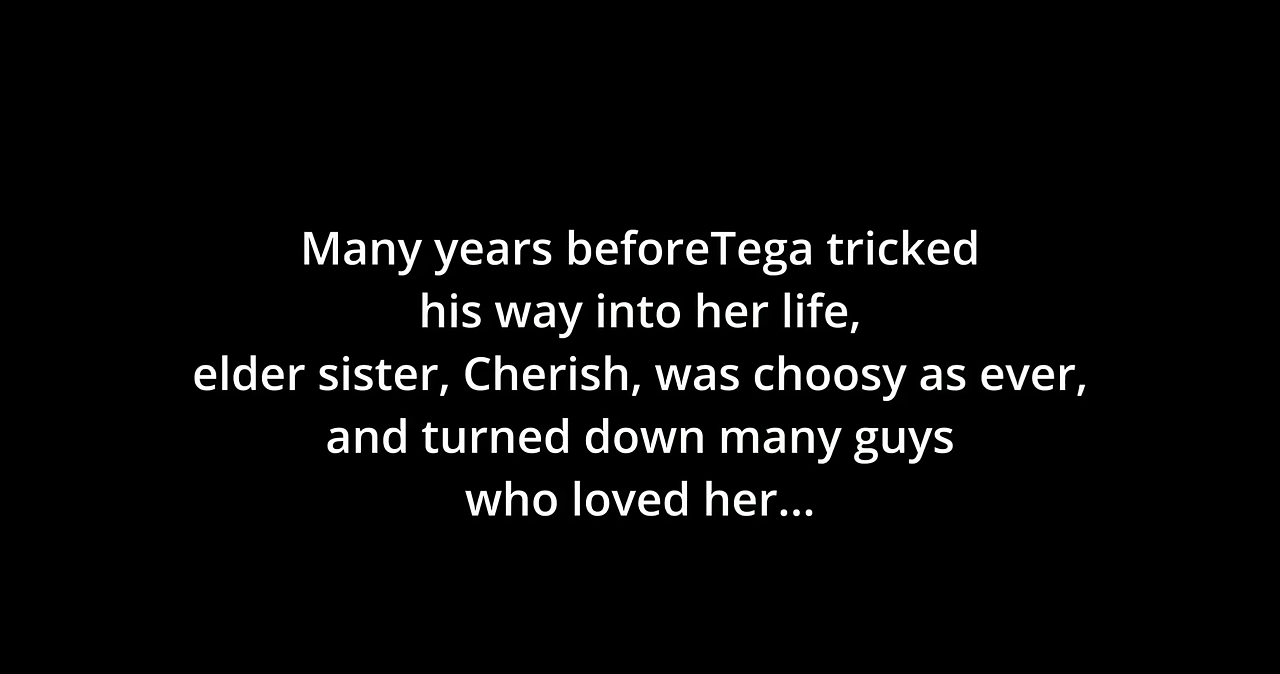 Many years beforeTega tricked
his way into her life,
elder sister, Cherish, was choosy as ever,
and turned down many guys
who loved her...